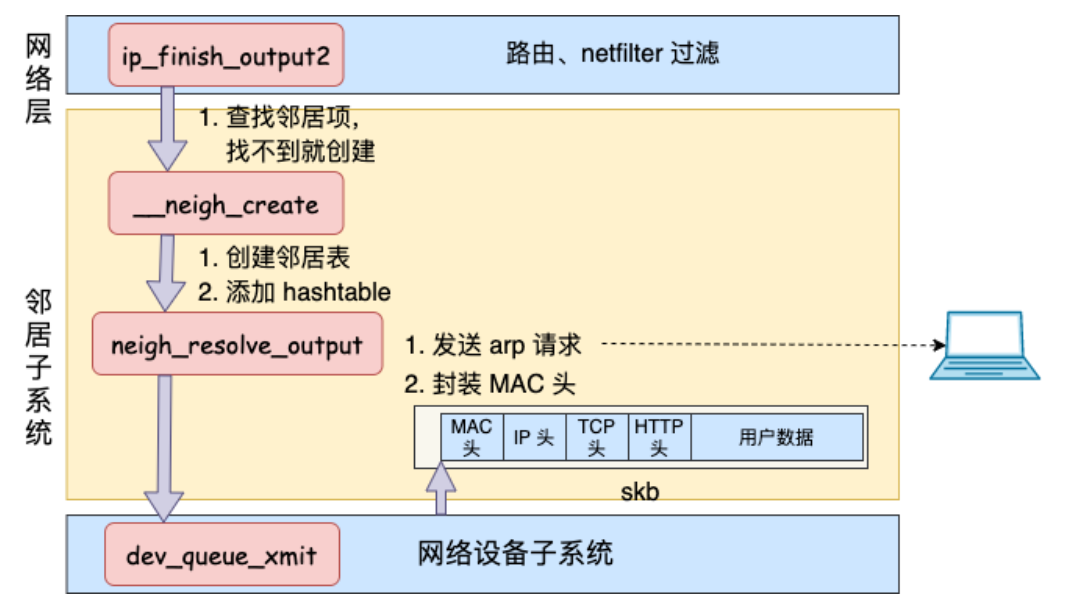 网络层
ip_finish_output2
路由、netfilter 过滤
1. 查找邻居项，
找不到就创建
__neigh_create
1. 创建邻居表
2. 添加 hashtable
邻居子系统
neigh_resolve_output
1. 发送 arp 请求
2. 封装 MAC 头
MAC
头
IP 头
TCP
头
HTTP
头
用户数据
skb
dev_queue_xmit
网络设备子系统